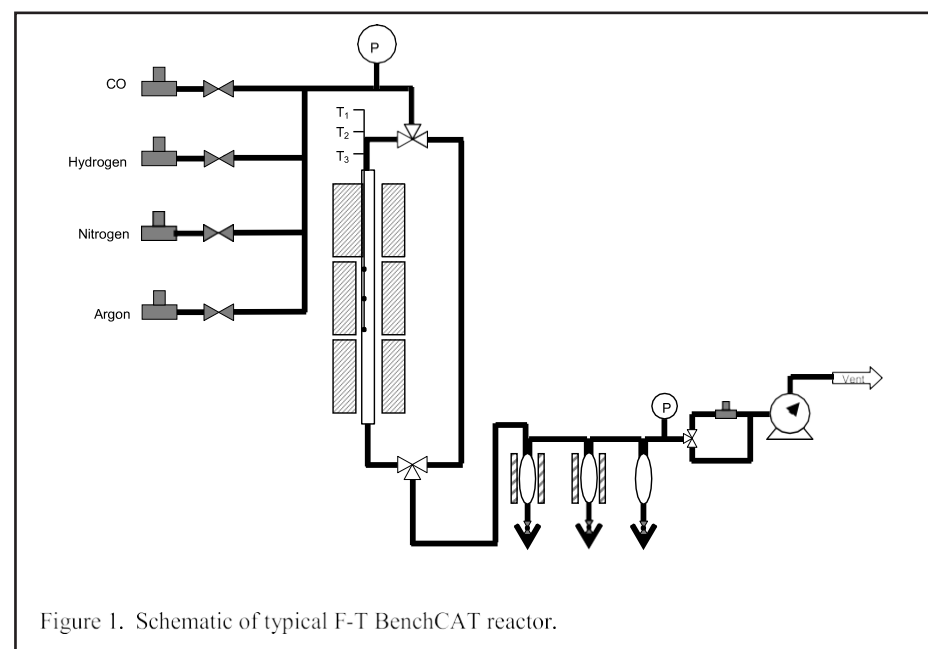 P
CO
T1
T2
T3
Hydrogen
Nitrogen
Argon
Vent
P
Figure 1. Schematic of typical F-T BenchCAT reactor.